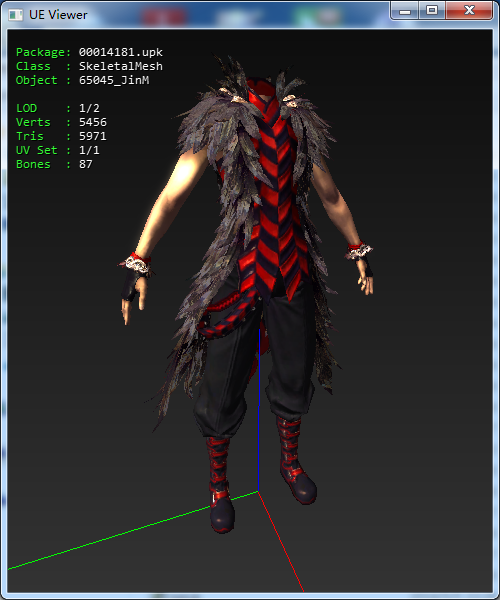 UE Viewer
Package: 00014181.upk
Class  : SkeletalMesh
Object : 65045_JinM
LOD    : 1/2
Verts  : 5456
Tris   : 5971
UV Set : 1/1
Bones  : 87